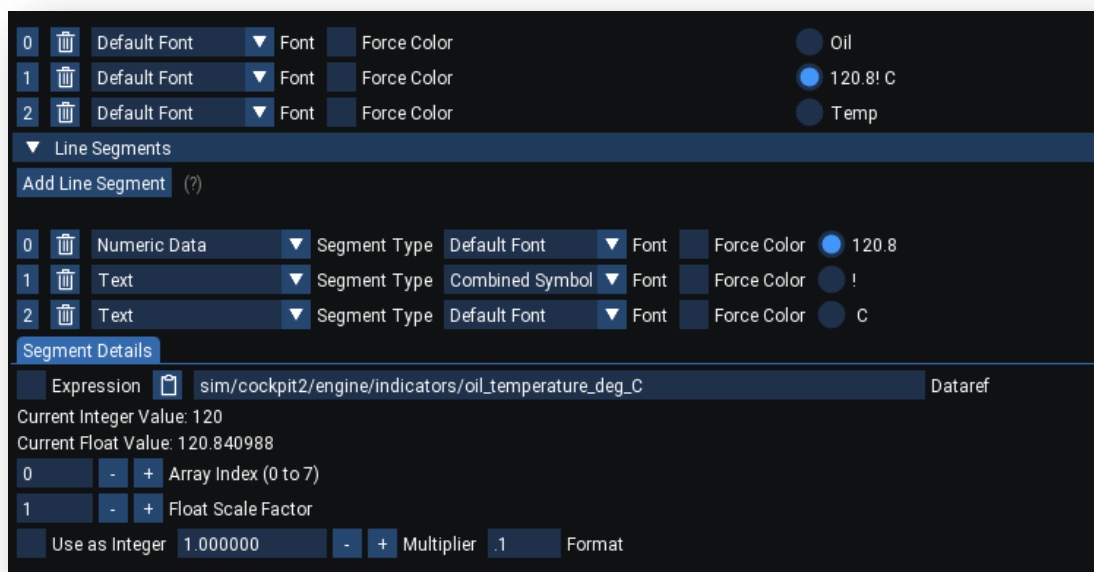 0 Default Font Font Force Color Oil
1 Default Font Font Force Color 120.8! C
2 Default Font Font Force Color Temp
Line Segments
Add Line Segment (?)
0 Numeric Data Segment Type Default Font Font Force Color 120.8
1 Text Segment Type Combined Symbol Font Force Color !
2 Text Segment Type Default Font Font Force Color C
Segment Details
Expression sim/cockpit2/engine/indicators/oil_temperature_deg_C Dataref
Current Integer Value: 120
Current Float Value: 120.840988
0 - + Array Index (0 to 7)
1 - + Float Scale Factor
Use as Integer 1.000000 - + Multiplier .1 Format